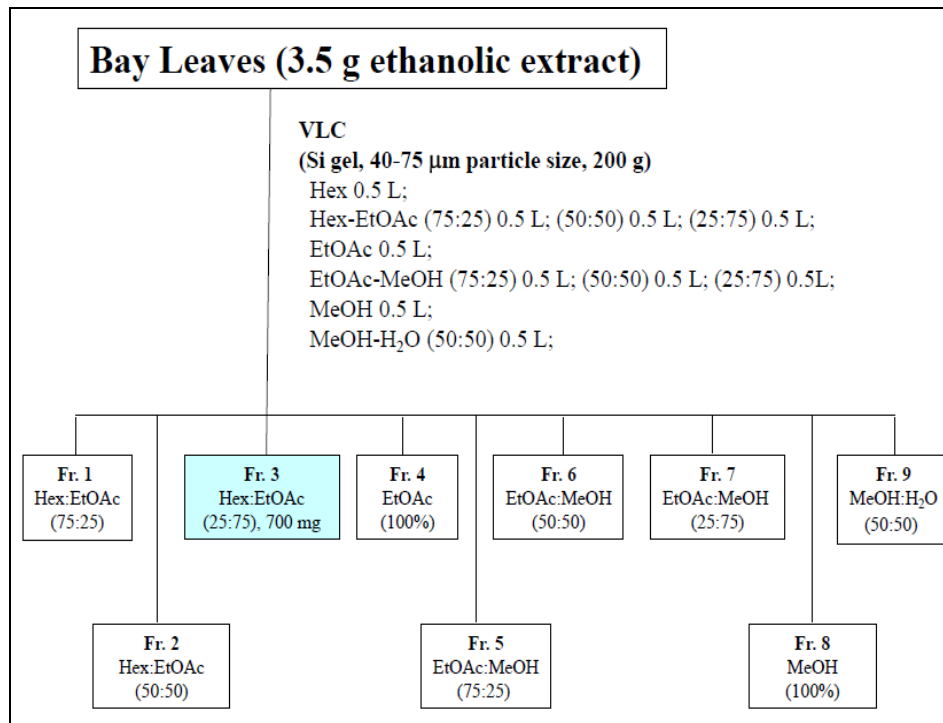 Bay Leaves (3.5 g ethanolic extract)
VLC
(Si gel, 40-75 μm particle size, 200 g)
Hex 0.5 L;
Hex-EtOAc (75:25) 0.5 L; (50:50) 0.5 L; (25:75) 0.5 L;
EtOAc 0.5 L;
EtOAc-MeOH (75:25) 0.5 L; (50:50) 0.5 L; (25:75) 0.5L;
MeOH 0.5 L;
MeOH-H₂O (50:50) 0.5 L;
Fr. 1
Hex:EtOAc
(75:25)
Fr. 3
Hex:EtOAc
(25:75), 700 mg
Fr. 4
EtOAc
(100%)
Fr. 6
EtOAc:MeOH
(50:50)
Fr. 7
EtOAc:MeOH
(25:75)
Fr. 9
MeOH:H₂O
(50:50)
Fr. 2
Hex:EtOAc
(50:50)
Fr. 5
EtOAc:MeOH
(75:25)
Fr. 8
MeOH
(100%)